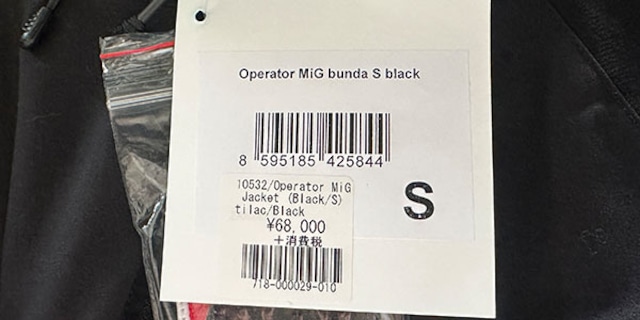 Operator MiG bunda S black
8 595185 425844
10532/Operator MiG
Jacket (Black/S)
tilac/Black
¥68,000
+消費税
718-000029-010
S